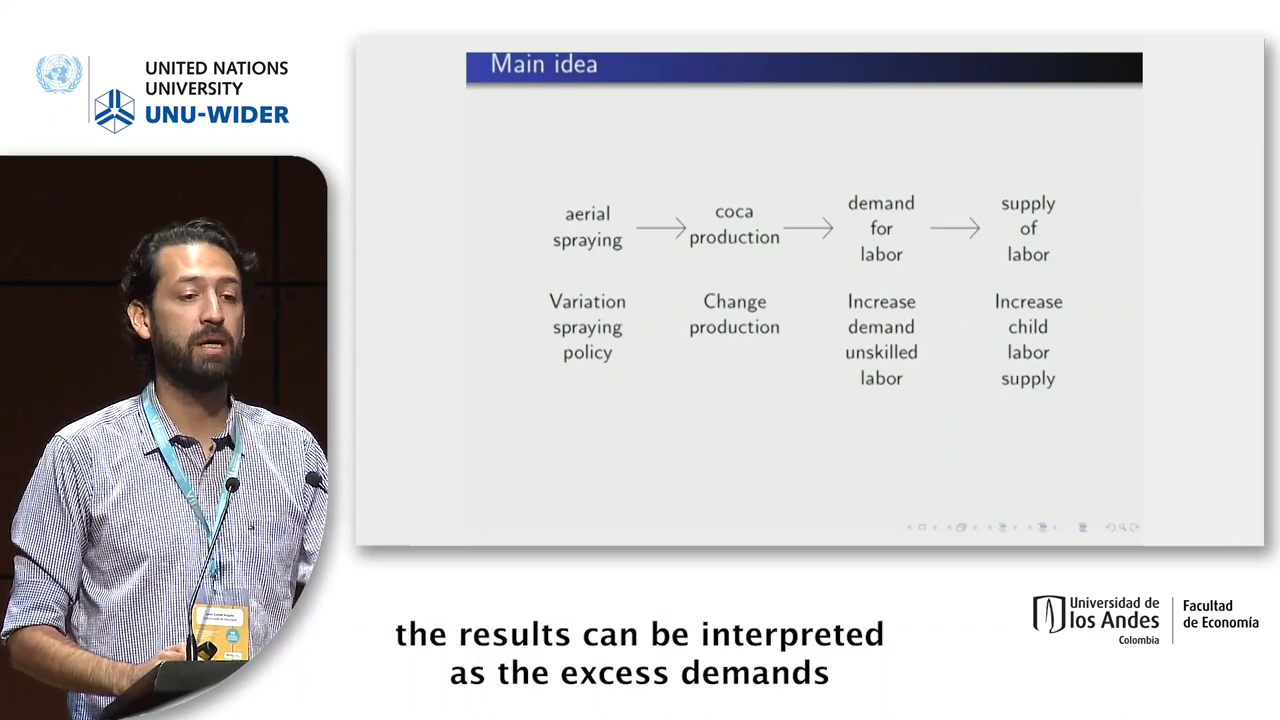 UNITED NATIONS
UNIVERSITY
UNU-WIDER
Main idea
aerial
spraying
coca
production
demand
for
labor
supply
of
labor
Variation
spraying
policy
Change
production
Increase
demand
unskilled
labor
Increase
child
labor
supply
the results can be interpreted
as the excess demands
Universidad de
los Andes
Colombia
Facultad
de Economía